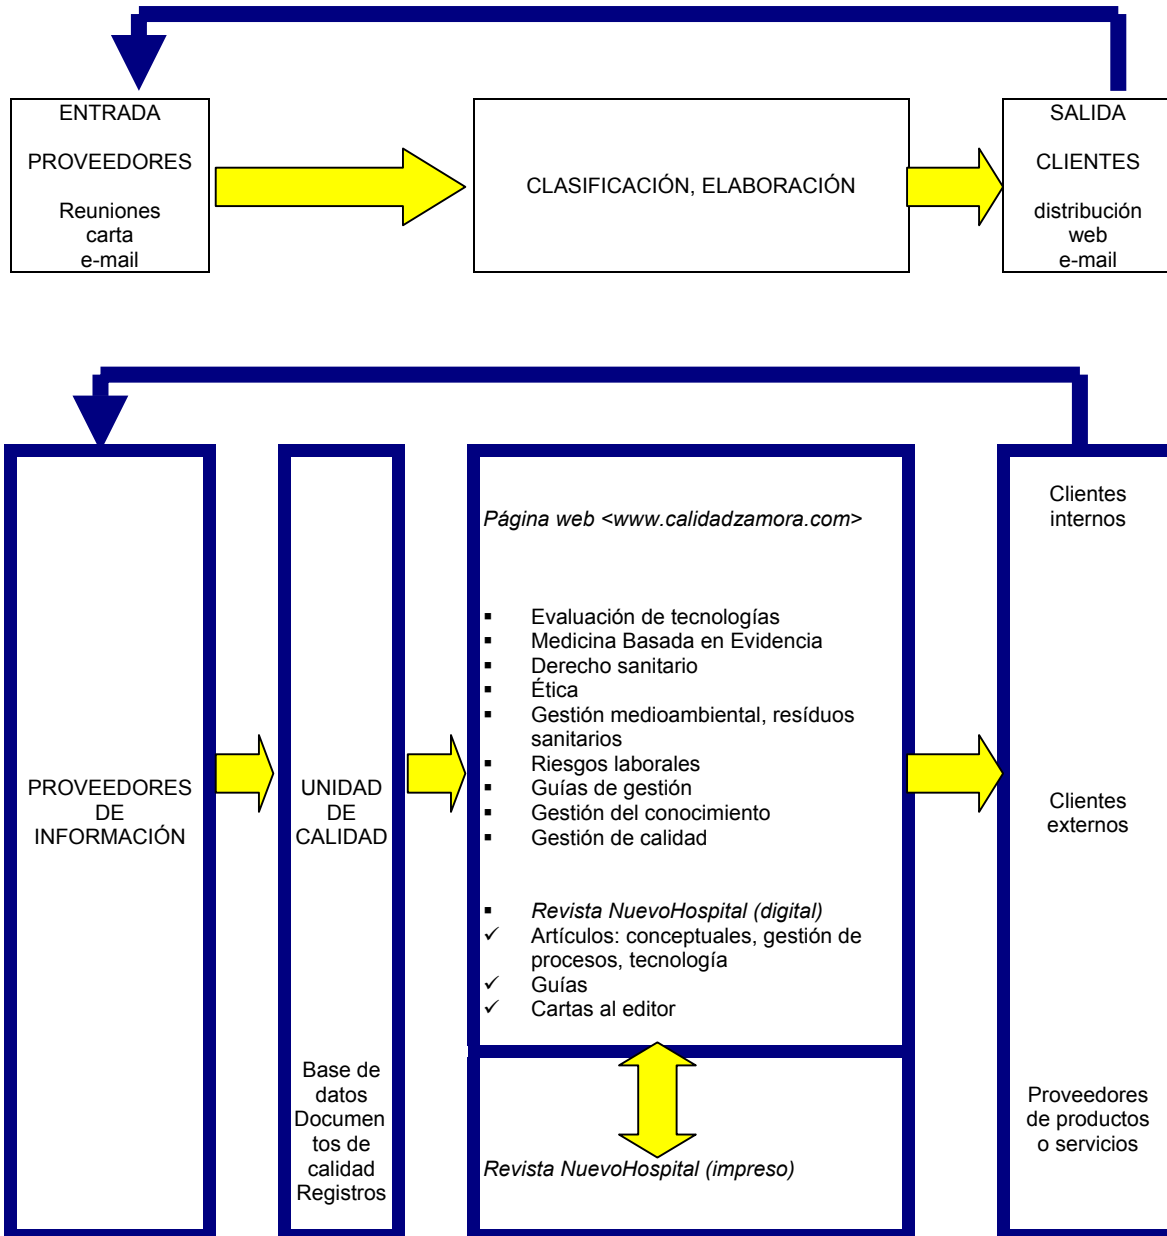 ENTRADA
PROVEEDORES
Reuniones
carta
e-mail
CLASIFICACIÓN, ELABORACIÓN
SALIDA
CLIENTES
distribución
web
e-mail
PROVEEDORES
DE
INFORMACIÓN
UNIDAD
DE
CALIDAD
Base de
datos
Documen
tos de
calidad
Registros
Página web <www.calidadzamora.com>
▪ Evaluación de tecnologías
▪ Medicina Basada en Evidencia
▪ Derecho sanitario
▪ Ética
▪ Gestión medioambiental, resíduos
sanitarios
▪ Riesgos laborales
▪ Guías de gestión
▪ Gestión del conocimiento
▪ Gestión de calidad
▪ Revista NuevoHospital (digital)
✓ Artículos: conceptuales, gestión de
procesos, tecnología
✓ Guías
✓ Cartas al editor
Revista NuevoHospital (impreso)
Clientes
internos
Clientes
externos
Proveedores
de productos
o servicios